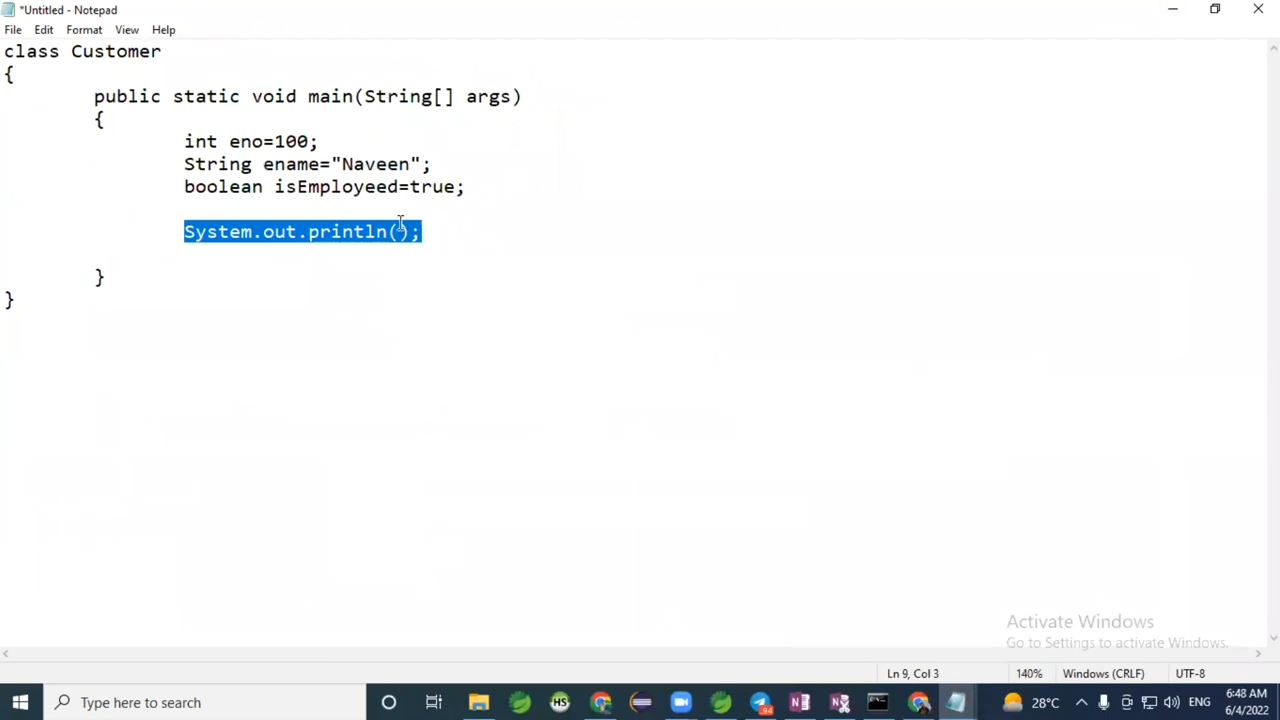 *Untitled - Notepad
File Edit Format View Help
class Customer
{
public static void main(String[] args)
{
int eno=100;
String ename="Naveen";
boolean isEmployeed=true;
System.out.println();
}
}
Activate Windows
Go to Settings to activate Windows.
Ln 9, Col 3 140% Windows (CRLF) UTF-8
Type here to search HS 94 28°C ENG 6:48 AM
6/4/2022